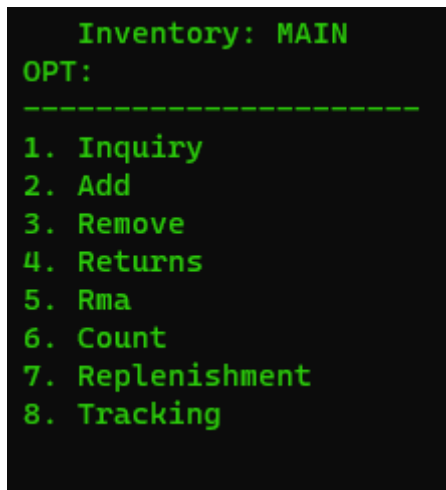 Inventory: MAIN
OPT:
----------------------
1. Inquiry
2. Add
3. Remove
4. Returns
5. Rma
6. Count
7. Replenishment
8. Tracking